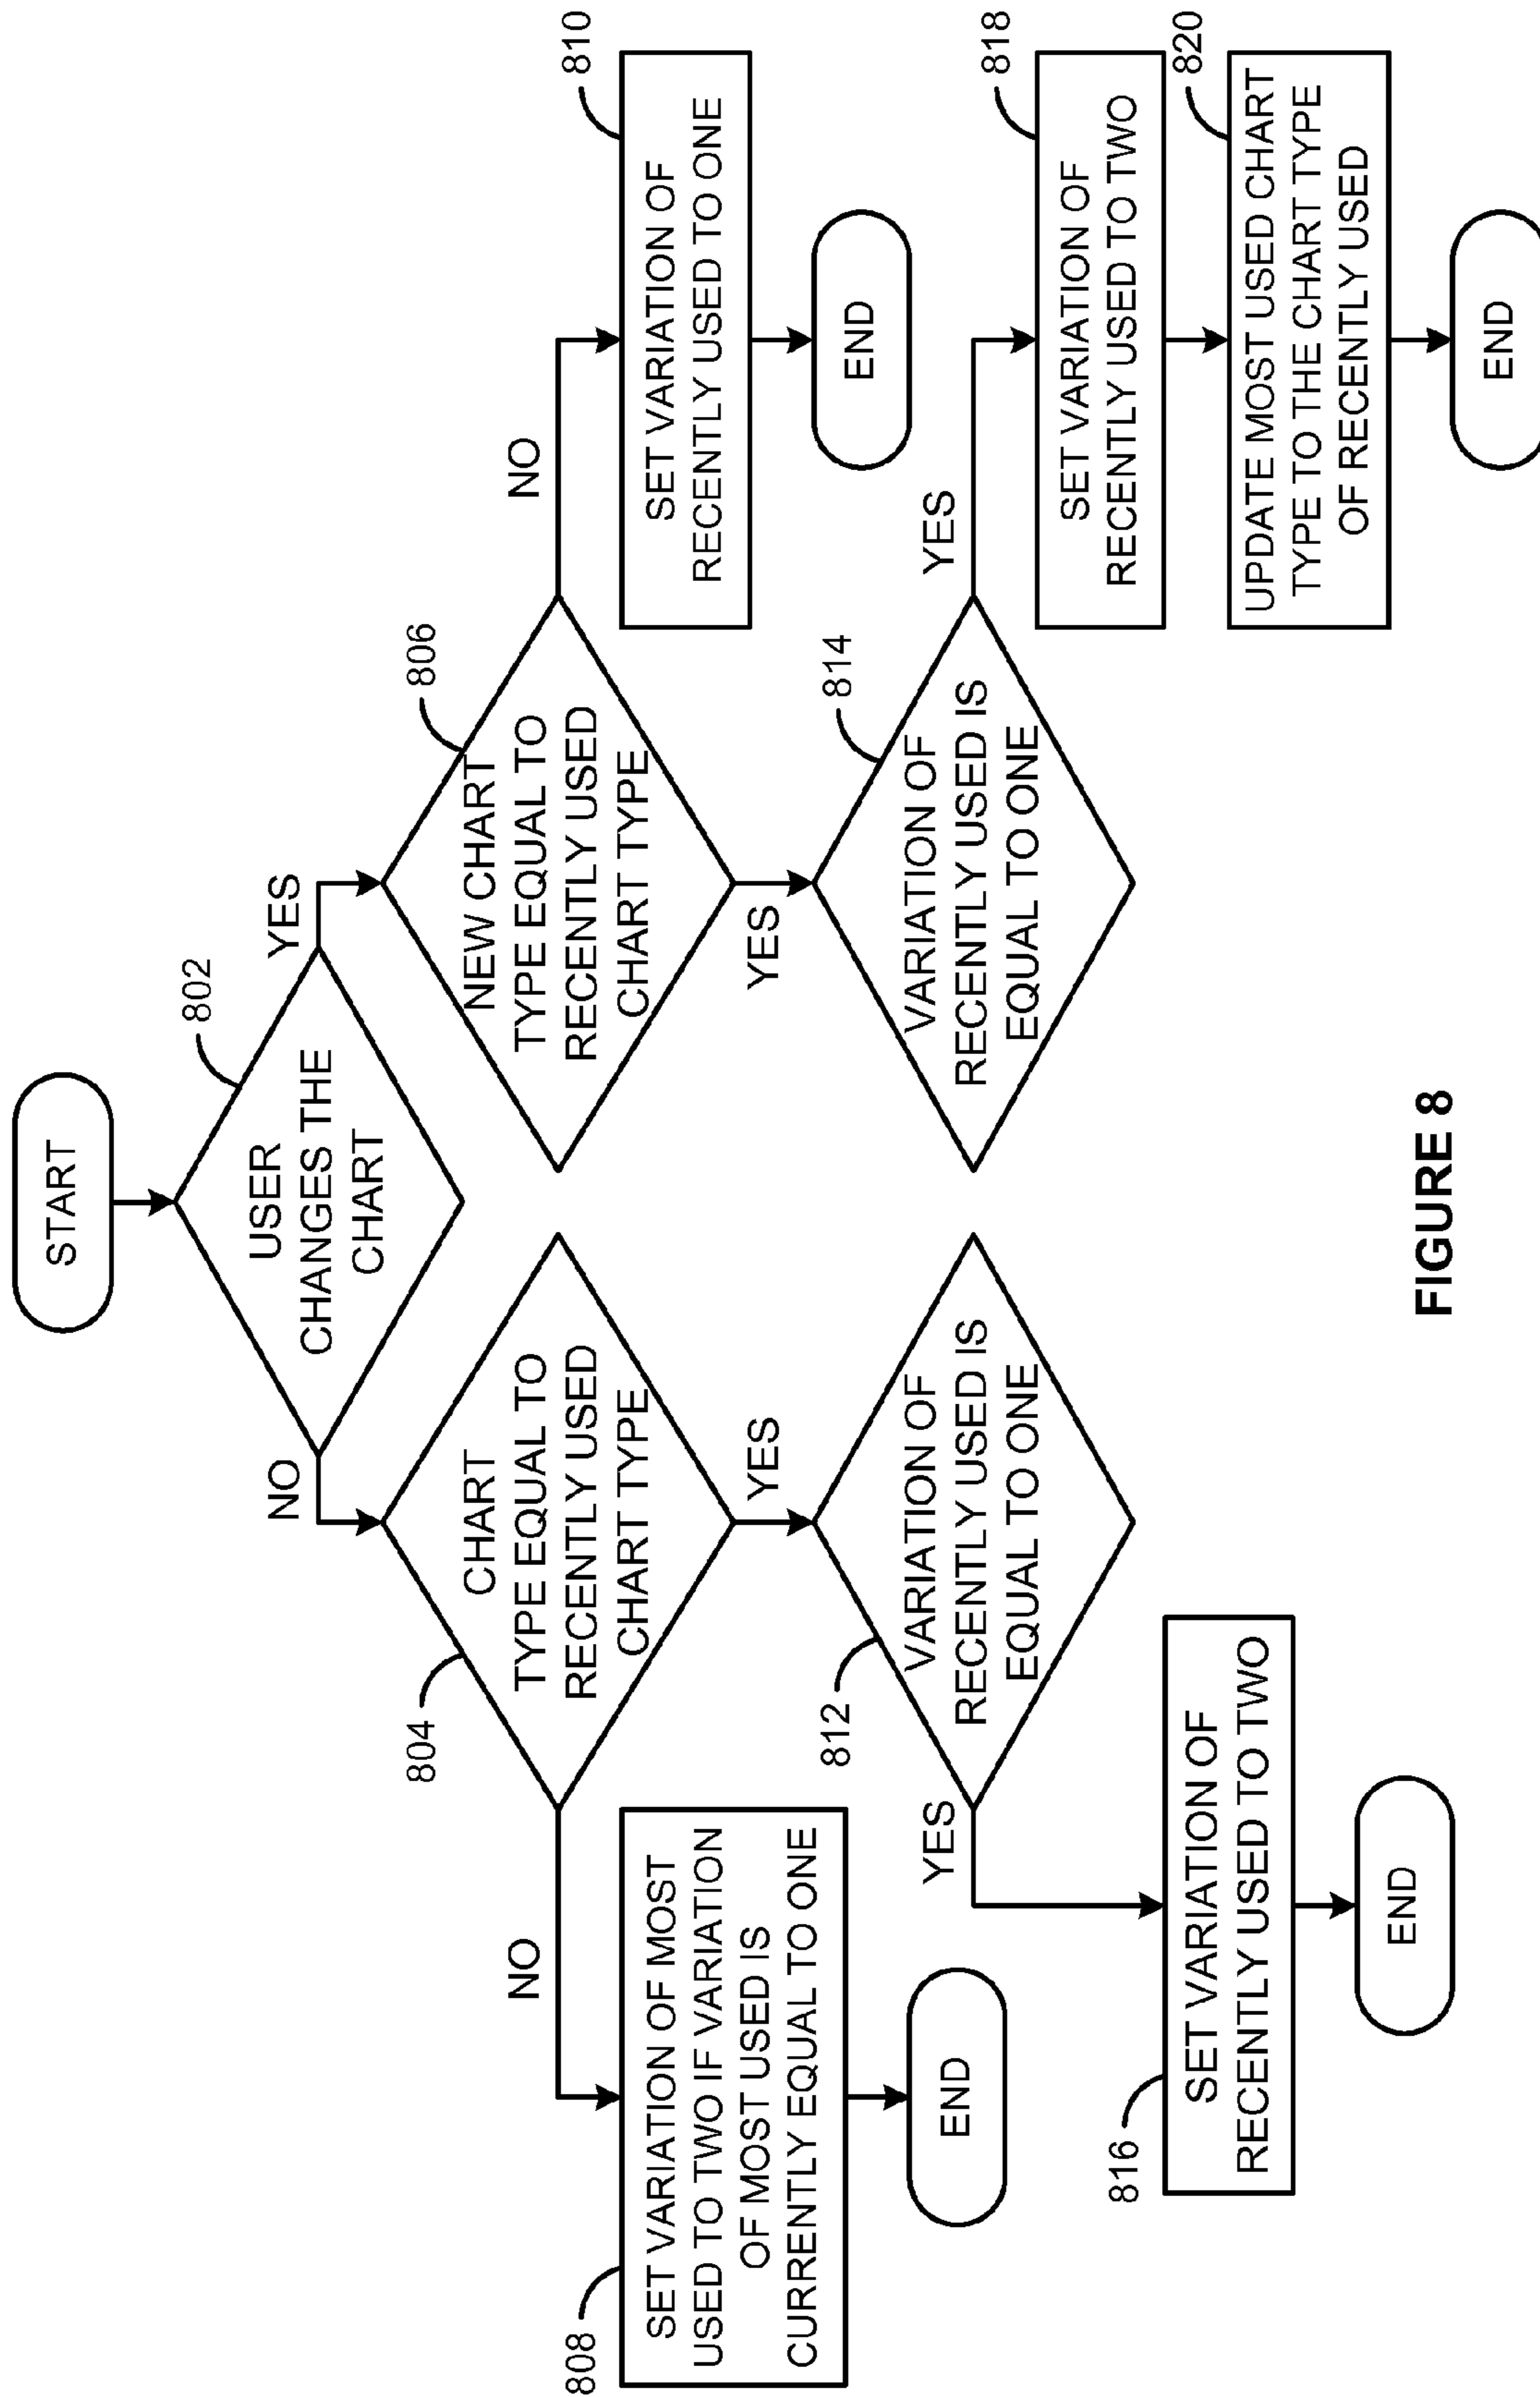 START
802
USER
CHANGES THE
CHART
NO
YES
804
CHART
TYPE EQUAL TO
RECENTLY USED
CHART TYPE
806
NEW CHART
TYPE EQUAL TO
RECENTLY USED
CHART TYPE
NO
YES
NO
YES
808
SET VARIATION OF MOST
USED TO TWO IF VARIATION
OF MOST USED IS
CURRENTLY EQUAL TO ONE
END
810
SET VARIATION OF
RECENTLY USED TO ONE
END
812
VARIATION OF
RECENTLY USED IS
EQUAL TO ONE
YES
814
VARIATION OF
RECENTLY USED IS
EQUAL TO ONE
YES
816
SET VARIATION OF
RECENTLY USED TO TWO
END
818
SET VARIATION OF
RECENTLY USED TO TWO
820
UPDATE MOST USED CHART
TYPE TO THE CHART TYPE
OF RECENTLY USED
END
FIGURE 8